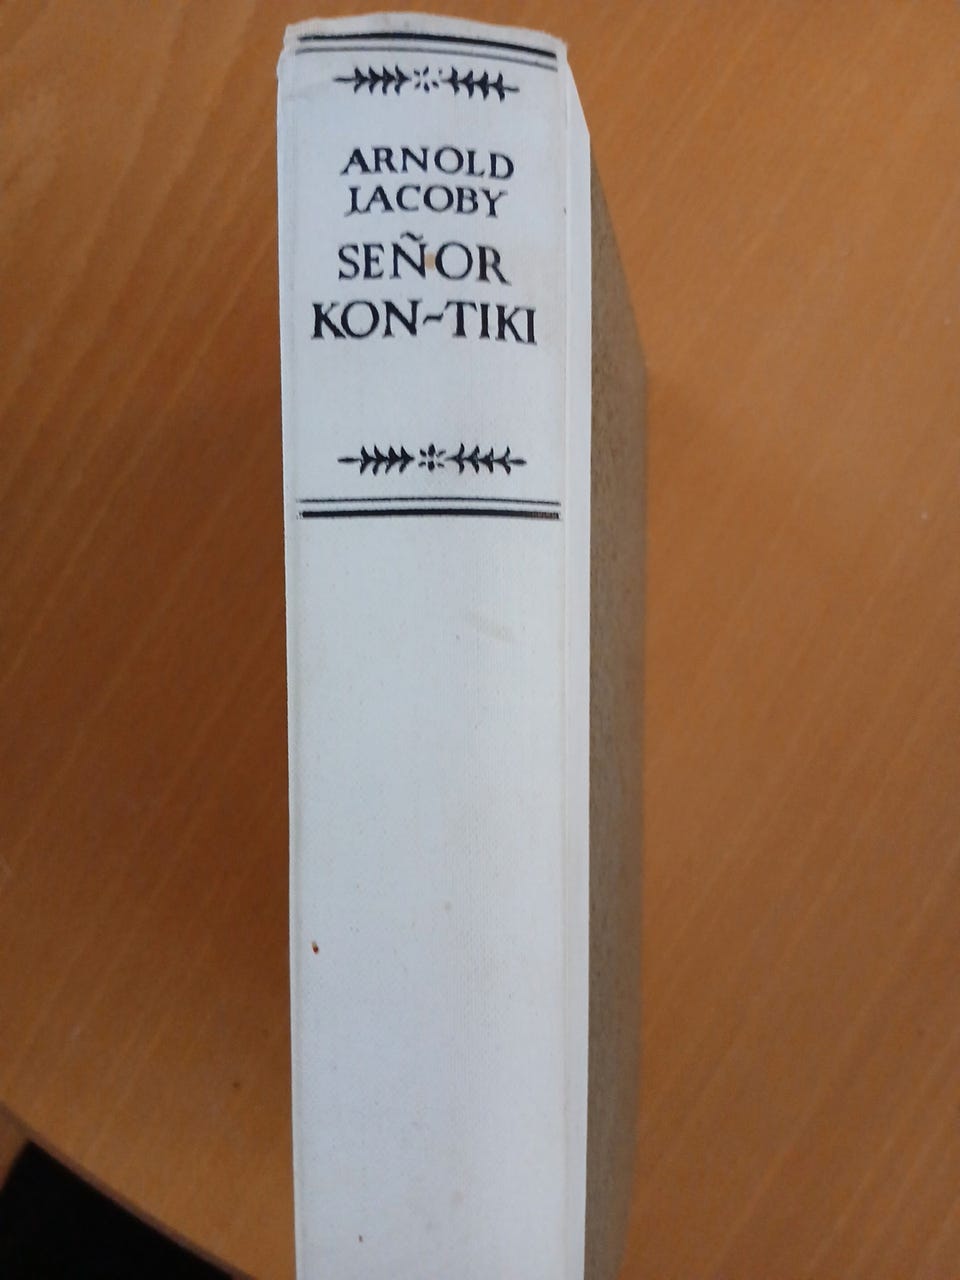 ARNOLD
JACOBY
SEÑOR
KON-TIKI